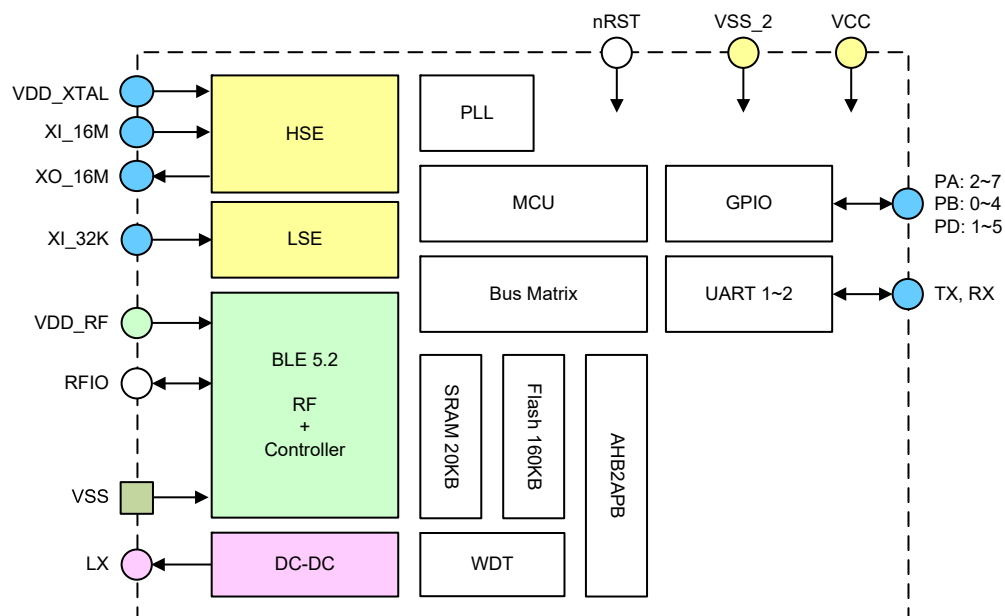 nRST
VSS_2
VCC
VDD_XTAL
XI_16M
XO_16M
HSE
PLL
MCU
GPIO
PA: 2~7
PB: 0~4
PD: 1~5
XI_32K
LSE
Bus Matrix
UART 1~2
TX, RX
VDD_RF
RFIO
VSS
BLE 5.2
RF
+
Controller
SRAM 20KB
Flash 160KB
AHB2APB
LX
DC-DC
WDT